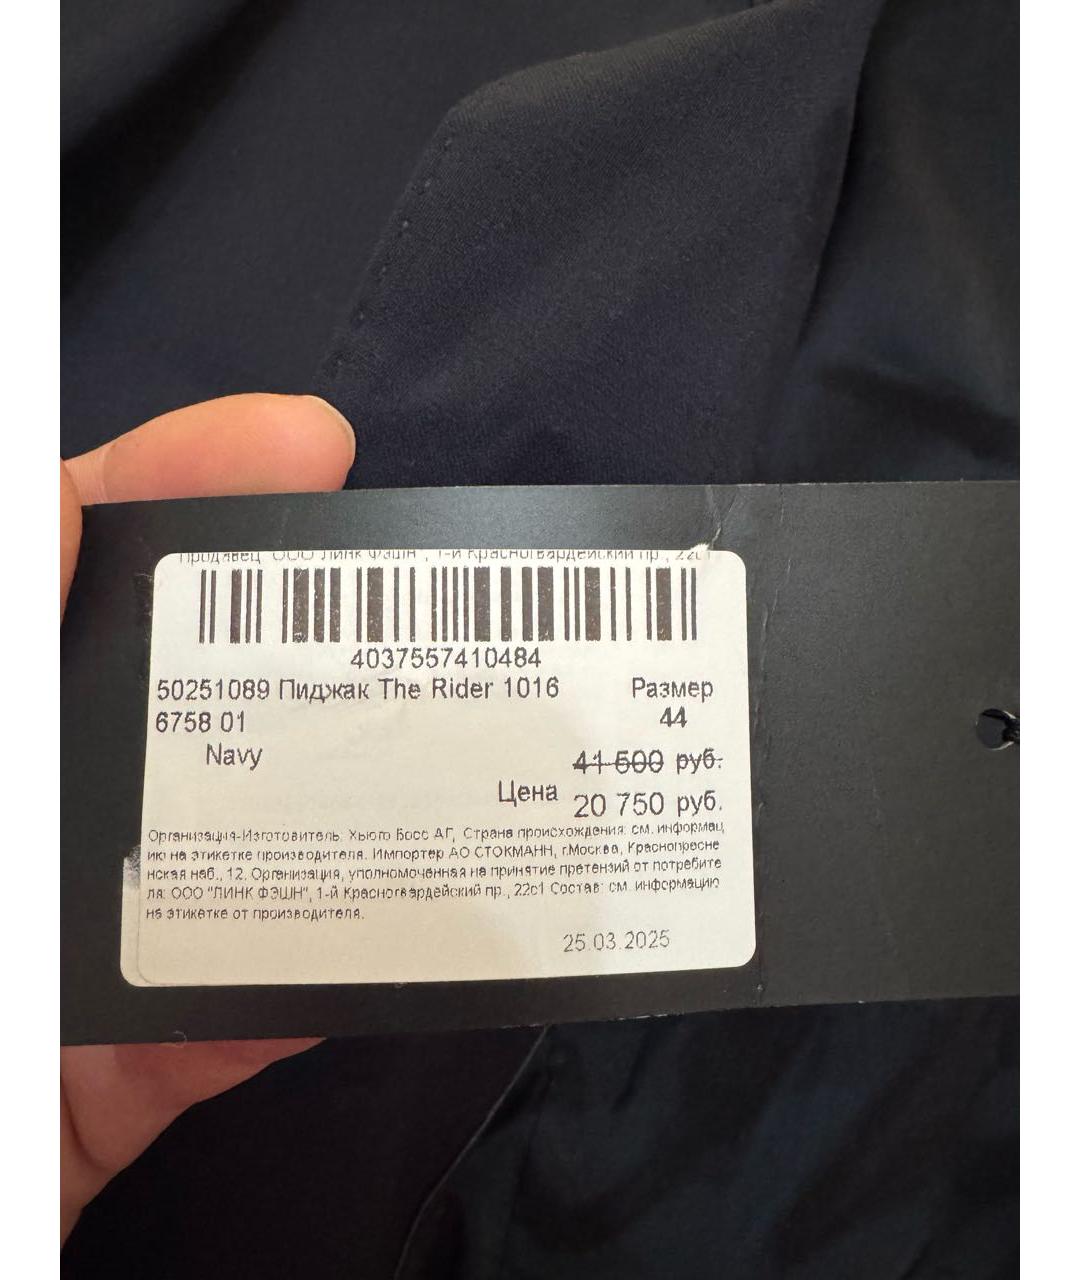 Продавец ООО Линк Фэшн", 1-й Красногвардейский пр., 22с1
4037557410484
50251089 Пиджак The Rider 1016
6758 01
Navy
Размер
44
41 500 руб.
Цена 20 750 руб.
Организация-Изготовитель: Хьюго Босс АГ, Страна происхождения: см. информац
ию на этикетке производителя. Импортер АО СТОКМАНН, г.Москва, Краснопресне
нская наб., 12. Организация, уполномоченная на принятие претензий от потребите
ля: ООО "ЛИНК ФЭШН", 1-й Красногвардейский пр., 22с1 Состав: см. информацию
на этикетке от производителя.
25.03.2025